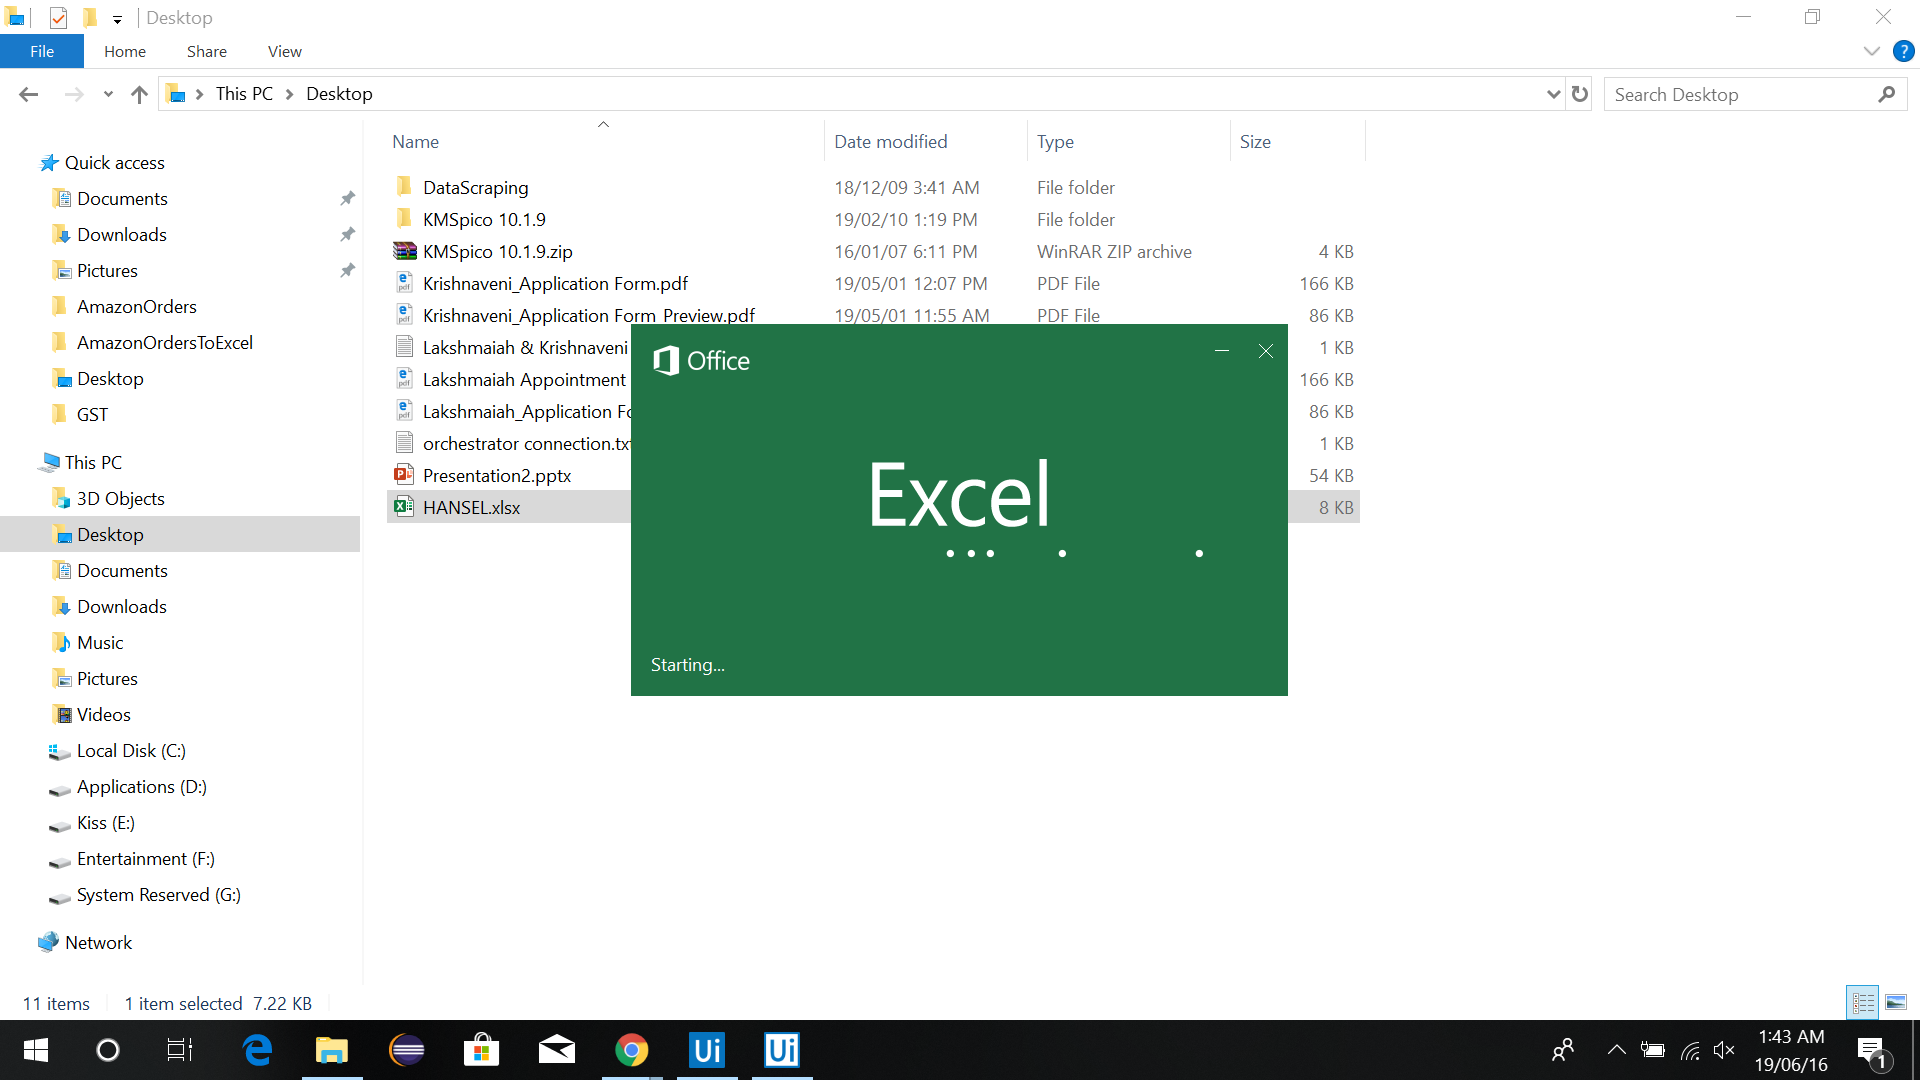 Desktop
File Home Share View
This PC Desktop
Search Desktop
Name Date modified Type Size
Quick access
Documents
Downloads
Pictures
AmazonOrders
AmazonOrdersToExcel
Desktop
GST
This PC
3D Objects
Desktop
Documents
Downloads
Music
Pictures
Videos
Local Disk (C:)
Applications (D:)
Kiss (E:)
Entertainment (F:)
System Reserved (G:)
Network
DataScraping 18/12/09 3:41 AM File folder
KMSpico 10.1.9 19/02/10 1:19 PM File folder
KMSpico 10.1.9.zip 16/01/07 6:11 PM WinRAR ZIP archive 4 KB
Krishnaveni_Application Form.pdf 19/05/01 12:07 PM PDF File 166 KB
Krishnaveni_Application Form_Preview.pdf 19/05/01 11:55 AM PDF File 86 KB
Lakshmaiah & Krishnaveni 1 KB
Lakshmaiah Appointment 166 KB
Lakshmaiah_Application Fo 86 KB
orchestrator connection.txt 1 KB
Presentation2.pptx 54 KB
HANSEL.xlsx 8 KB
Office
Excel
Starting...
11 items 1 item selected 7.22 KB
Ui Ui
1:43 AM
19/06/16
1